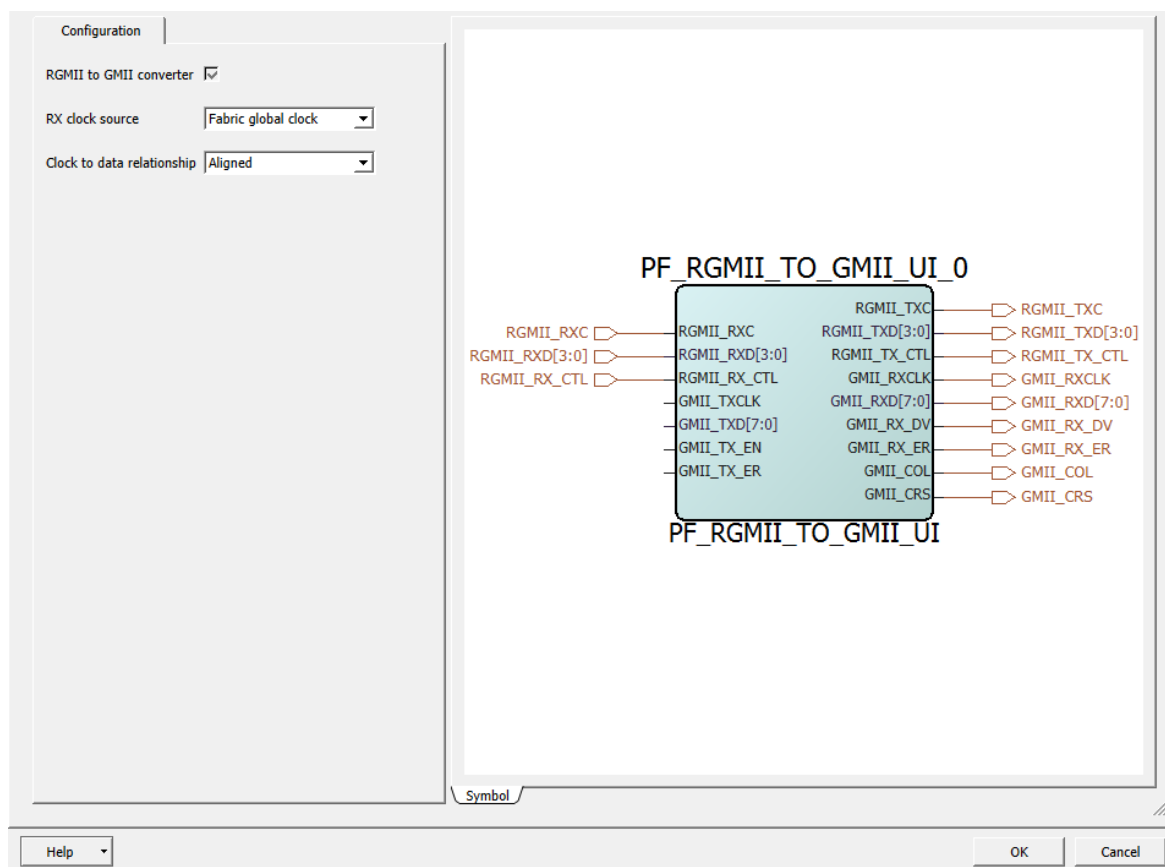 Configuration
RGMII to GMII converter
RX clock source Fabric global clock
Clock to data relationship Aligned
PF_RGMII_TO_GMII_UI_0
RGMII_TXC RGMII_TXC
RGMII_RXC RGMII_RXC RGMII_TXD[3:0] RGMII_TXD[3:0]
RGMII_RXD[3:0] RGMII_RXD[3:0] RGMII_TX_CTL RGMII_TX_CTL
RGMII_RX_CTL RGMII_RX_CTL GMII_RXCLK GMII_RXCLK
GMII_TXCLK GMII_RXD[7:0] GMII_RXD[7:0]
GMII_TXD[7:0] GMII_RX_DV GMII_RX_DV
GMII_TX_EN GMII_RX_ER GMII_RX_ER
GMII_TX_ER GMII_COL GMII_COL
GMII_CRS GMII_CRS
PF_RGMII_TO_GMII_UI
Symbol
Help OK Cancel